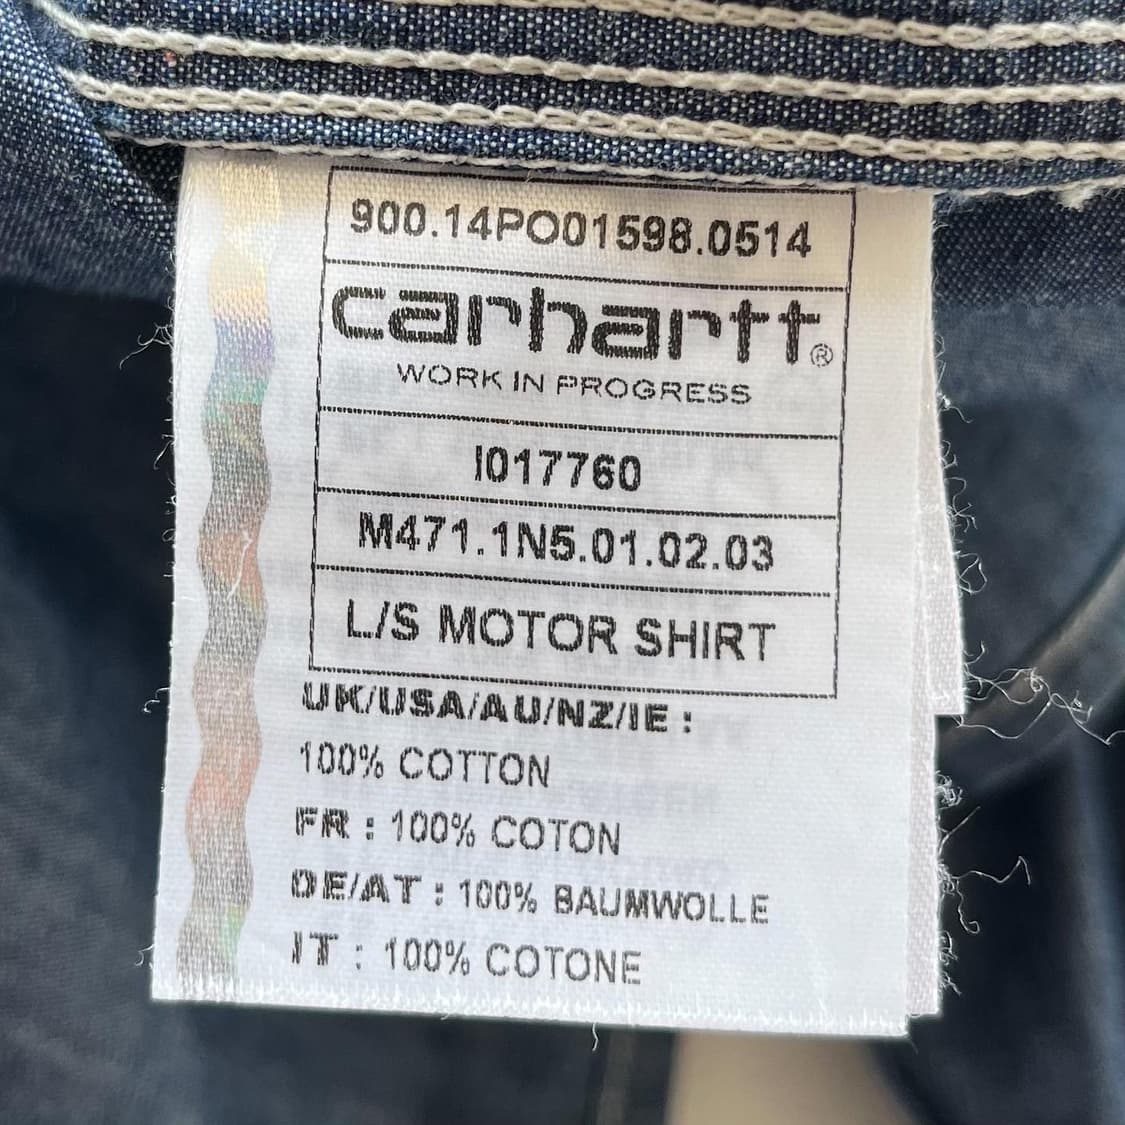 900.14PO01598.0514
carhartt®
WORK IN PROGRESS
I017760
M471.1N5.01.02.03
L/S MOTOR SHIRT
UK/USA/AU/NZ/IE :
100% COTTON
FR : 100% COTON
DE/AT : 100% BAUMWOLLE
IT : 100% COTONE